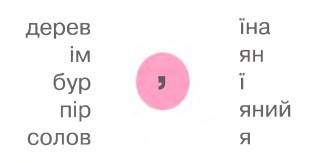 дерев їна
ім ян
бур , ї
пір яний
солов я